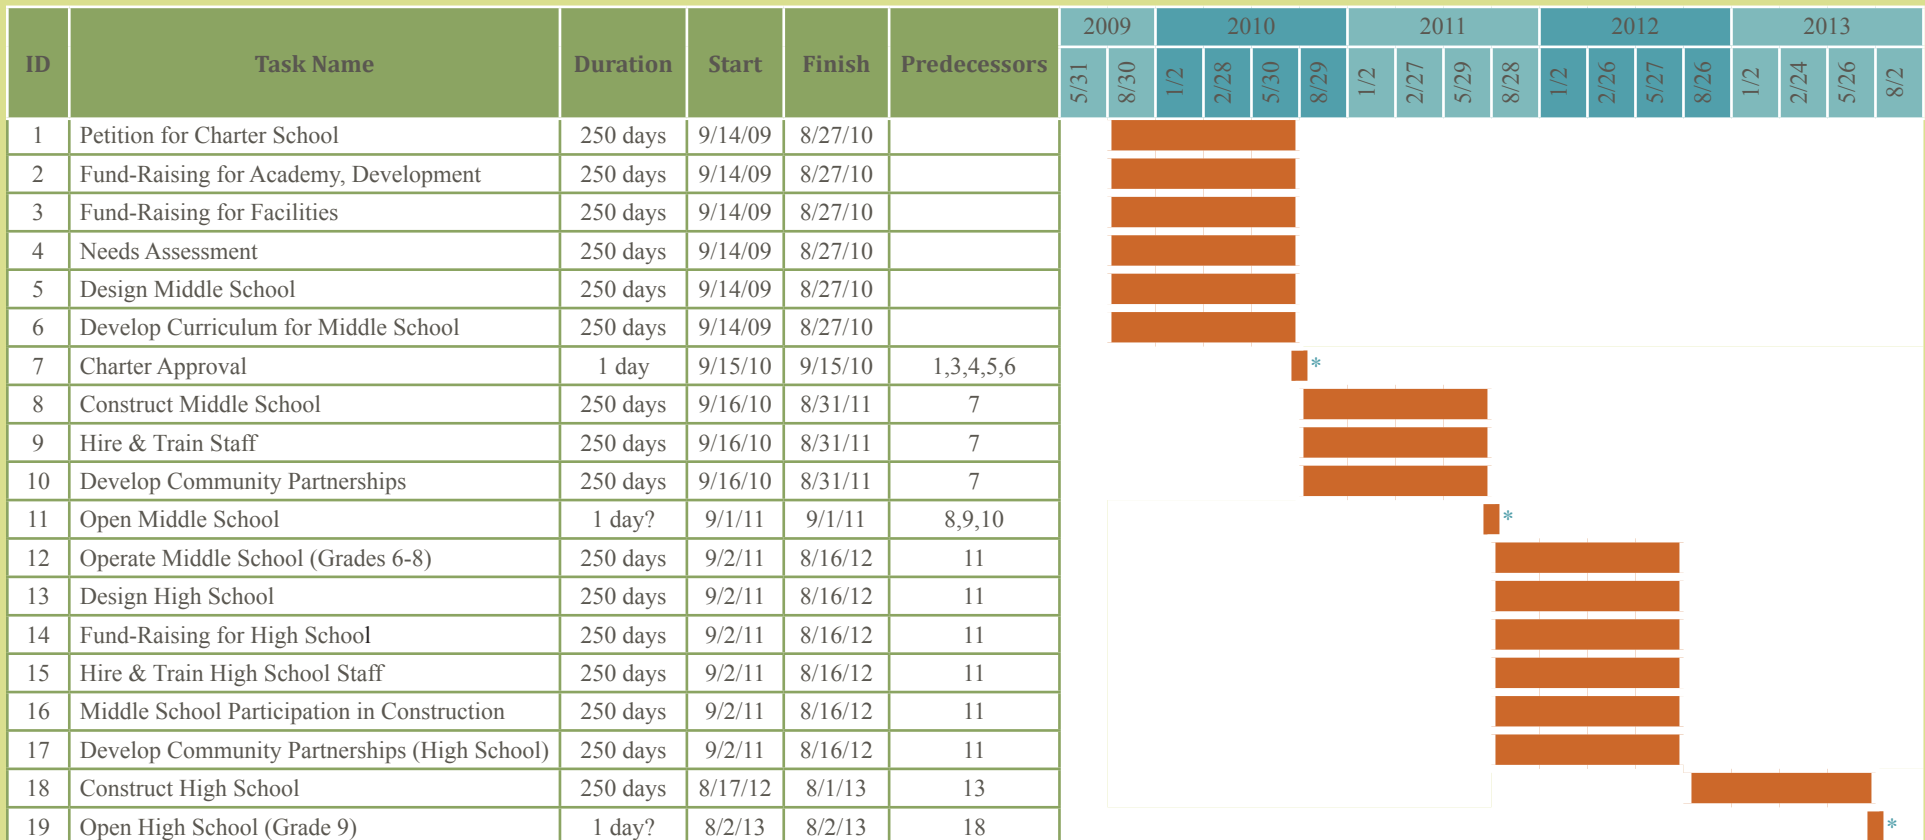 ID Task Name Duration Start Finish Predecessors 2009 2010 2011 2012 2013
5/31 8/30 1/2 2/28 5/30 8/29 1/2 2/27 5/29 8/28 1/2 2/26 5/27 8/26 1/2 2/24 5/26 8/2
1 Petition for Charter School 250 days 9/14/09 8/27/10
2 Fund-Raising for Academy, Development 250 days 9/14/09 8/27/10
3 Fund-Raising for Facilities 250 days 9/14/09 8/27/10
4 Needs Assessment 250 days 9/14/09 8/27/10
5 Design Middle School 250 days 9/14/09 8/27/10
6 Develop Curriculum for Middle School 250 days 9/14/09 8/27/10
7 Charter Approval 1 day 9/15/10 9/15/10 1,3,4,5,6 *
8 Construct Middle School 250 days 9/16/10 8/31/11 7
9 Hire & Train Staff 250 days 9/16/10 8/31/11 7
10 Develop Community Partnerships 250 days 9/16/10 8/31/11 7
11 Open Middle School 1 day? 9/1/11 9/1/11 8,9,10 *
12 Operate Middle School (Grades 6-8) 250 days 9/2/11 8/16/12 11
13 Design High School 250 days 9/2/11 8/16/12 11
14 Fund-Raising for High School 250 days 9/2/11 8/16/12 11
15 Hire & Train High School Staff 250 days 9/2/11 8/16/12 11
16 Middle School Participation in Construction 250 days 9/2/11 8/16/12 11
17 Develop Community Partnerships (High School) 250 days 9/2/11 8/16/12 11
18 Construct High School 250 days 8/17/12 8/1/13 13
19 Open High School (Grade 9) 1 day? 8/2/13 8/2/13 18 *